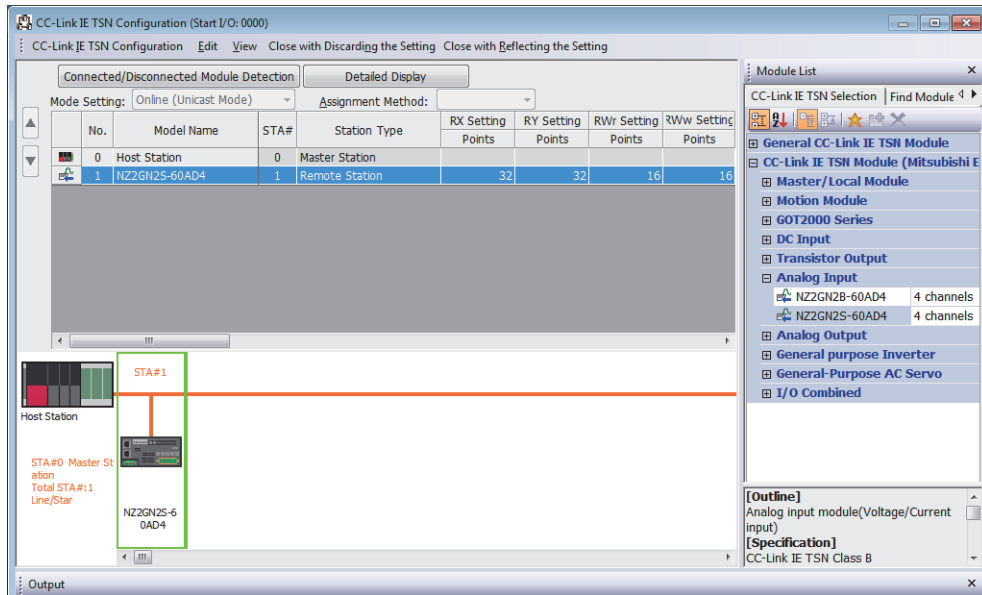 CC-Link IE TSN Configuration (Start I/O: 0000)
CC-Link IE TSN Configuration Edit View Close with Discarding the Setting Close with Reflecting the Setting
Connected/Disconnected Module Detection Detailed Display
Mode Setting: Online (Unicast Mode) Assignment Method:
No. Model Name STA# Station Type RX Setting RY Setting RWr Setting RWw Setting
Points Points Points Points
0 Host Station 0 Master Station
1 NZ2GN2S-60AD4 1 Remote Station 32 32 16 16
STA#1
Host Station
STA#0 Master St
ation
Total STA#:1
Line/Star
NZ2GN2S-6
0AD4
Module List
CC-Link IE TSN Selection Find Module
General CC-Link IE TSN Module
CC-Link IE TSN Module (Mitsubishi E
Master/Local Module
Motion Module
GOT2000 Series
DC Input
Transistor Output
Analog Input
NZ2GN2B-60AD4 4 channels
NZ2GN2S-60AD4 4 channels
Analog Output
General purpose Inverter
General-Purpose AC Servo
I/O Combined
[Outline]
Analog input module(Voltage/Current
input)
[Specification]
CC-Link IE TSN Class B
Output